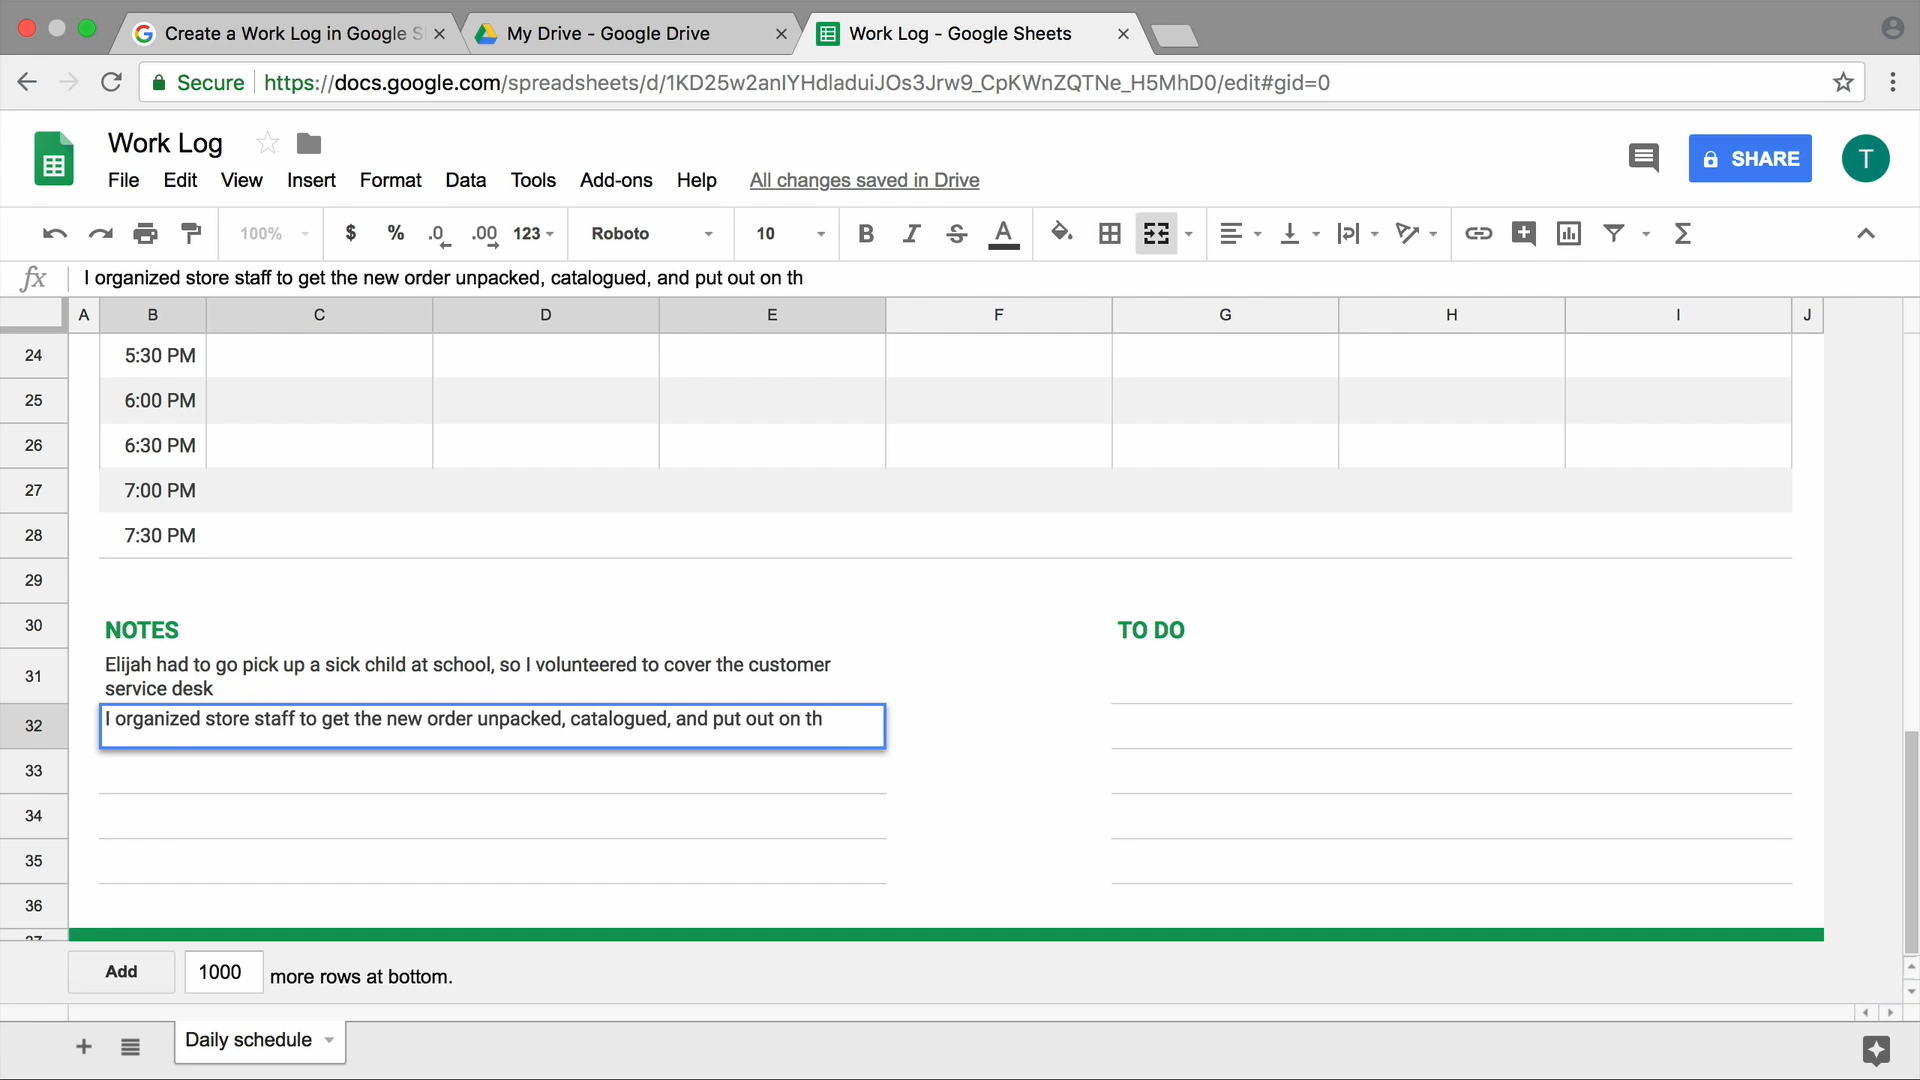 Create a Work Log in Google S
My Drive - Google Drive
Work Log - Google Sheets
Secure
https://docs.google.com/spreadsheets/d/1KD25w2anIYHdladuiJOs3Jrw9_CpKWnZQTNe_H5MhD0/edit#gid=0
Work Log
SHARE
T
File Edit View Insert Format Data Tools Add-ons Help All changes saved in Drive
100% $ % .0 .00 123 Roboto 10 B I S A
fx I organized store staff to get the new order unpacked, catalogued, and put out on th
A B C D E F G H I J
24 5:30 PM
25 6:00 PM
26 6:30 PM
27 7:00 PM
28 7:30 PM
29
30 NOTES TO DO
31 Elijah had to go pick up a sick child at school, so I volunteered to cover the customer
service desk
32 I organized store staff to get the new order unpacked, catalogued, and put out on th
33
34
35
36
Add 1000 more rows at bottom.
Daily schedule